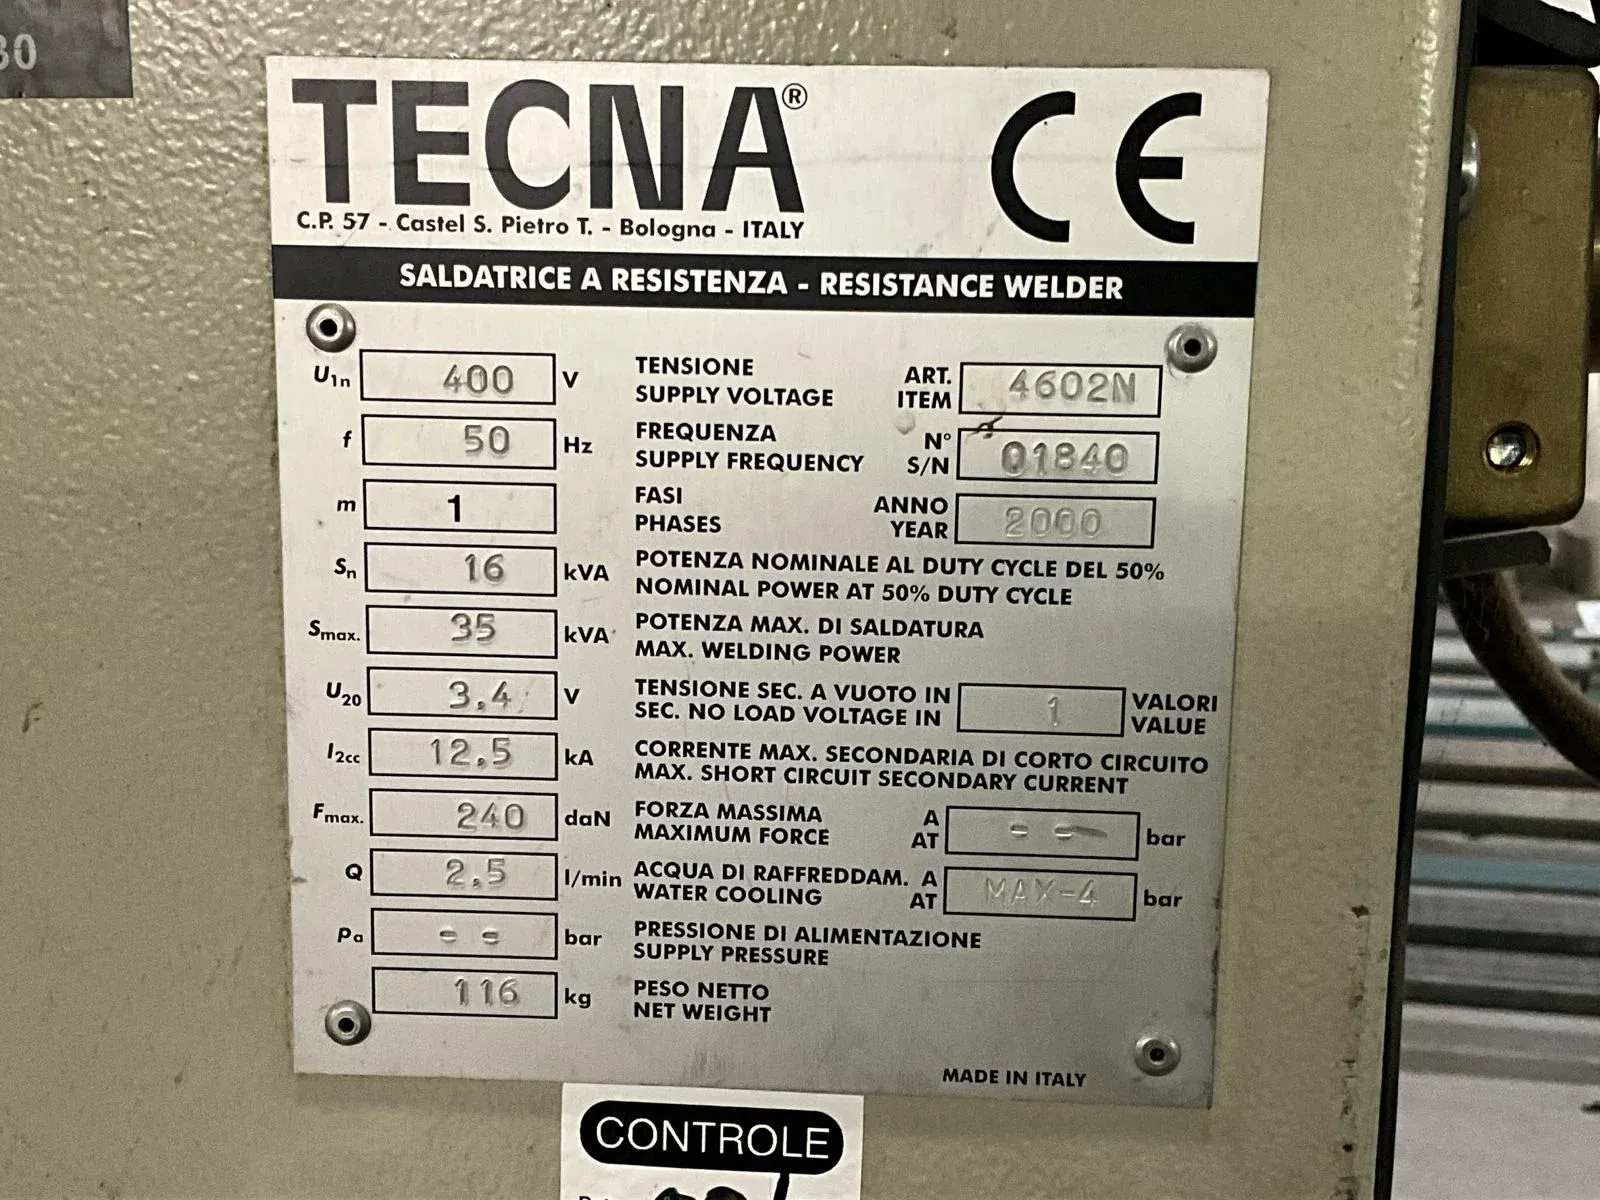 30
TECNA®
CE
C.P. 57 - Castel S. Pietro T. - Bologna - ITALY
SALDATRICE A RESISTENZA - RESISTANCE WELDER
U1n 400 V TENSIONE SUPPLY VOLTAGE ART. ITEM 4602N
f 50 Hz FREQUENZA SUPPLY FREQUENCY N° S/N 01840
m 1 FASI PHASES ANNO YEAR 2000
Sn 16 kVA POTENZA NOMINALE AL DUTY CYCLE DEL 50%
NOMINAL POWER AT 50% DUTY CYCLE
Smax. 35 kVA POTENZA MAX. DI SALDATURA
MAX. WELDING POWER
U20 3,4 V TENSIONE SEC. A VUOTO IN SEC. NO LOAD VOLTAGE IN 1 VALORI VALUE
I2cc 12,5 kA CORRENTE MAX. SECONDARIA DI CORTO CIRCUITO
MAX. SHORT CIRCUIT SECONDARY CURRENT
Fmax. 240 daN FORZA MASSIMA MAXIMUM FORCE A AT - - bar
Q 2,5 l/min ACQUA DI RAFFREDDAM. WATER COOLING A AT MAX-4 bar
Pa - - bar PRESSIONE DI ALIMENTAZIONE
SUPPLY PRESSURE
116 kg PESO NETTO
NET WEIGHT
MADE IN ITALY
CONTROLE